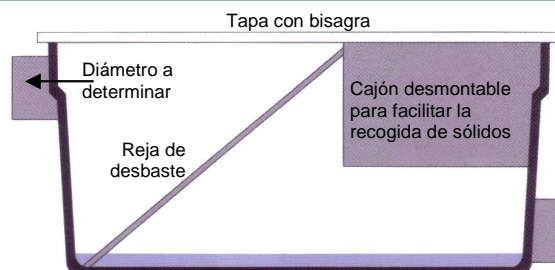 Tapa con bisagra
Diámetro a
determinar
Cajón desmontable
para facilitar la
recogida de sólidos
Reja de
desbaste